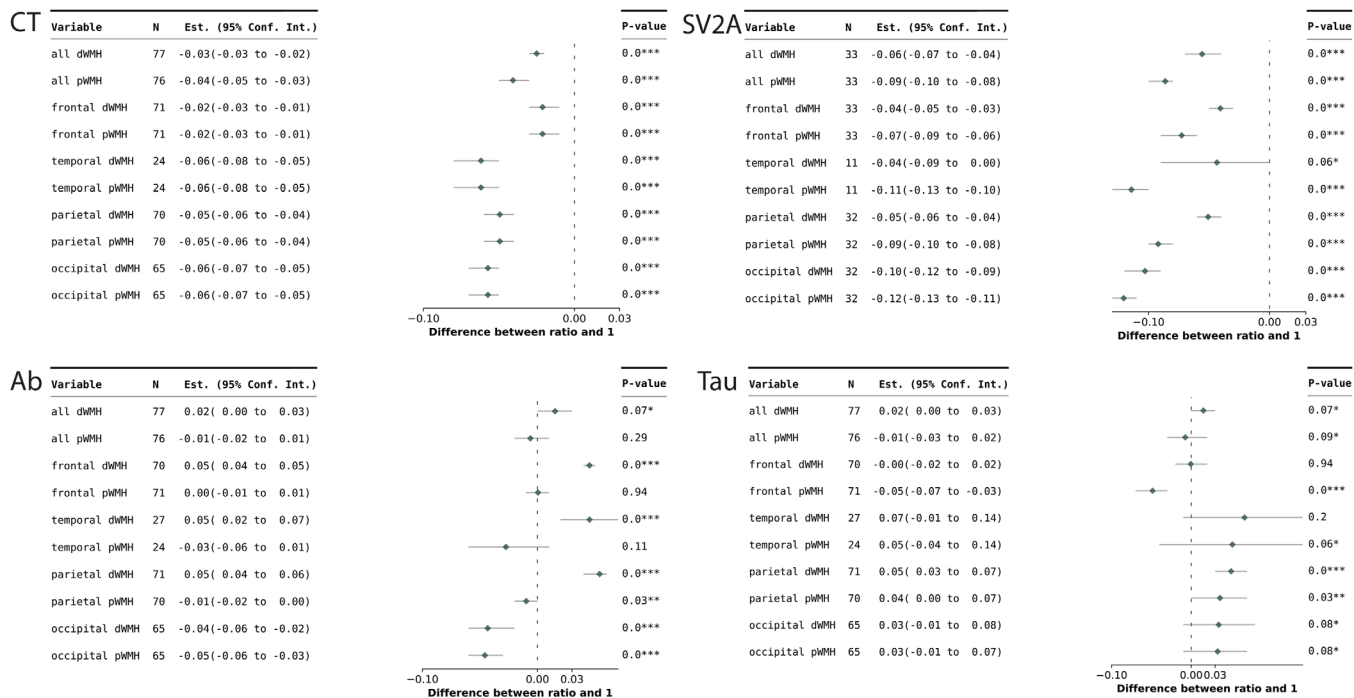 CT
Variable N Est. (95% Conf. Int.) P-value
all dWMH 77 -0.03(-0.03 to -0.02) 0.0***
all pWMH 76 -0.04(-0.05 to -0.03) 0.0***
frontal dWMH 71 -0.02(-0.03 to -0.01) 0.0***
frontal pWMH 71 -0.02(-0.03 to -0.01) 0.0***
temporal dWMH 24 -0.06(-0.08 to -0.05) 0.0***
temporal pWMH 24 -0.06(-0.08 to -0.05) 0.0***
parietal dWMH 70 -0.05(-0.06 to -0.04) 0.0***
parietal pWMH 70 -0.05(-0.06 to -0.04) 0.0***
occipital dWMH 65 -0.06(-0.07 to -0.05) 0.0***
occipital pWMH 65 -0.06(-0.07 to -0.05) 0.0***
−0.10 0.00 0.03
Difference between ratio and 1
SV2A
Variable N Est. (95% Conf. Int.) P-value
all dWMH 33 -0.06(-0.07 to -0.04) 0.0***
all pWMH 33 -0.09(-0.10 to -0.08) 0.0***
frontal dWMH 33 -0.04(-0.05 to -0.03) 0.0***
frontal pWMH 33 -0.07(-0.09 to -0.06) 0.0***
temporal dWMH 11 -0.04(-0.09 to 0.00) 0.06*
temporal pWMH 11 -0.11(-0.13 to -0.10) 0.0***
parietal dWMH 32 -0.05(-0.06 to -0.04) 0.0***
parietal pWMH 32 -0.09(-0.10 to -0.08) 0.0***
occipital dWMH 32 -0.10(-0.12 to -0.09) 0.0***
occipital pWMH 32 -0.12(-0.13 to -0.11) 0.0***
−0.10 0.00 0.03
Difference between ratio and 1
Ab
Variable N Est. (95% Conf. Int.) P-value
all dWMH 77 0.02( 0.00 to 0.03) 0.07*
all pWMH 76 -0.01(-0.02 to 0.01) 0.29
frontal dWMH 70 0.05( 0.04 to 0.05) 0.0***
frontal pWMH 71 0.00(-0.01 to 0.01) 0.94
temporal dWMH 27 0.05( 0.02 to 0.07) 0.0***
temporal pWMH 24 -0.03(-0.06 to 0.01) 0.11
parietal dWMH 71 0.05( 0.04 to 0.06) 0.0***
parietal pWMH 70 -0.01(-0.02 to 0.00) 0.03**
occipital dWMH 65 -0.04(-0.06 to -0.02) 0.0***
occipital pWMH 65 -0.05(-0.06 to -0.03) 0.0***
−0.10 0.00 0.03
Difference between ratio and 1
Tau
Variable N Est. (95% Conf. Int.) P-value
all dWMH 77 0.02( 0.00 to 0.03) 0.07*
all pWMH 76 -0.01(-0.03 to 0.02) 0.09*
frontal dWMH 70 -0.00(-0.02 to 0.02) 0.94
frontal pWMH 71 -0.05(-0.07 to -0.03) 0.0***
temporal dWMH 27 0.07(-0.01 to 0.14) 0.2
temporal pWMH 24 0.05(-0.04 to 0.14) 0.06*
parietal dWMH 71 0.05( 0.03 to 0.07) 0.0***
parietal pWMH 70 0.04( 0.00 to 0.07) 0.03**
occipital dWMH 65 0.03(-0.01 to 0.08) 0.08*
occipital pWMH 65 0.03(-0.01 to 0.07) 0.08*
−0.10 0.00 0.03
Difference between ratio and 1